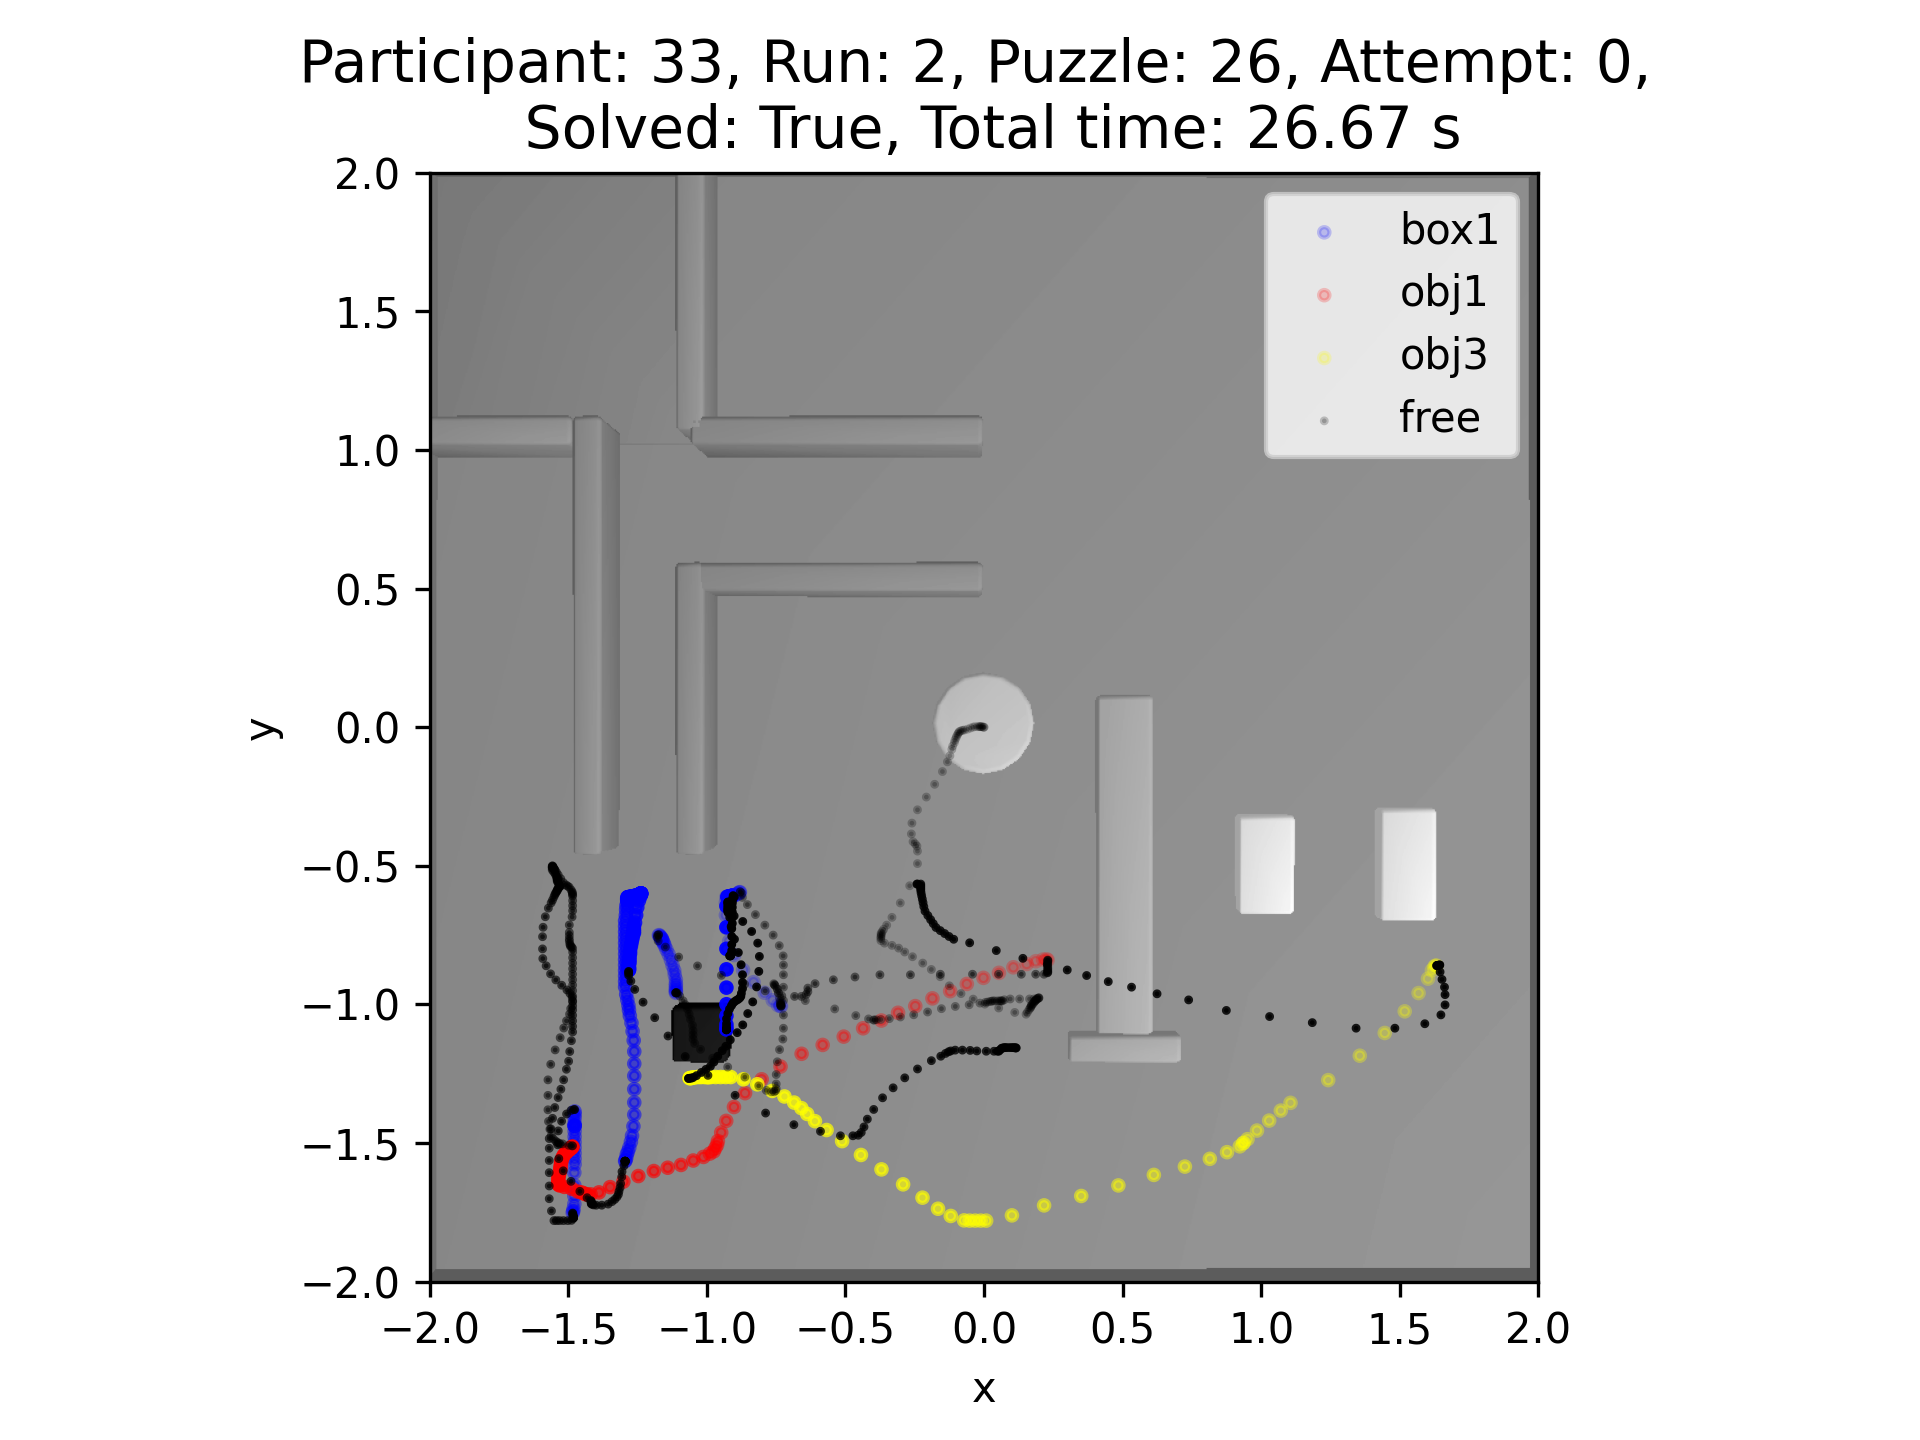 Participant: 33, Run: 2, Puzzle: 26, Attempt: 0,
Solved: True, Total time: 26.67 s
box1
obj1
obj3
free
2.0
1.5
1.0
0.5
0.0
−0.5
−1.0
−1.5
−2.0
y
−2.0 −1.5 −1.0 −0.5 0.0 0.5 1.0 1.5 2.0
x